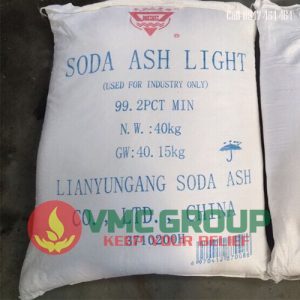 SODA ASH LIGHT
(USED FOR INDUSTRY ONLY)
99.2PCT MIN
N.W.:40kg
GW:40.15kg
LIANYUNGANG SODA ASH
CO., LTD., CHINA
VMC GROUP
KEEP YOUR BELIEF
3710200H